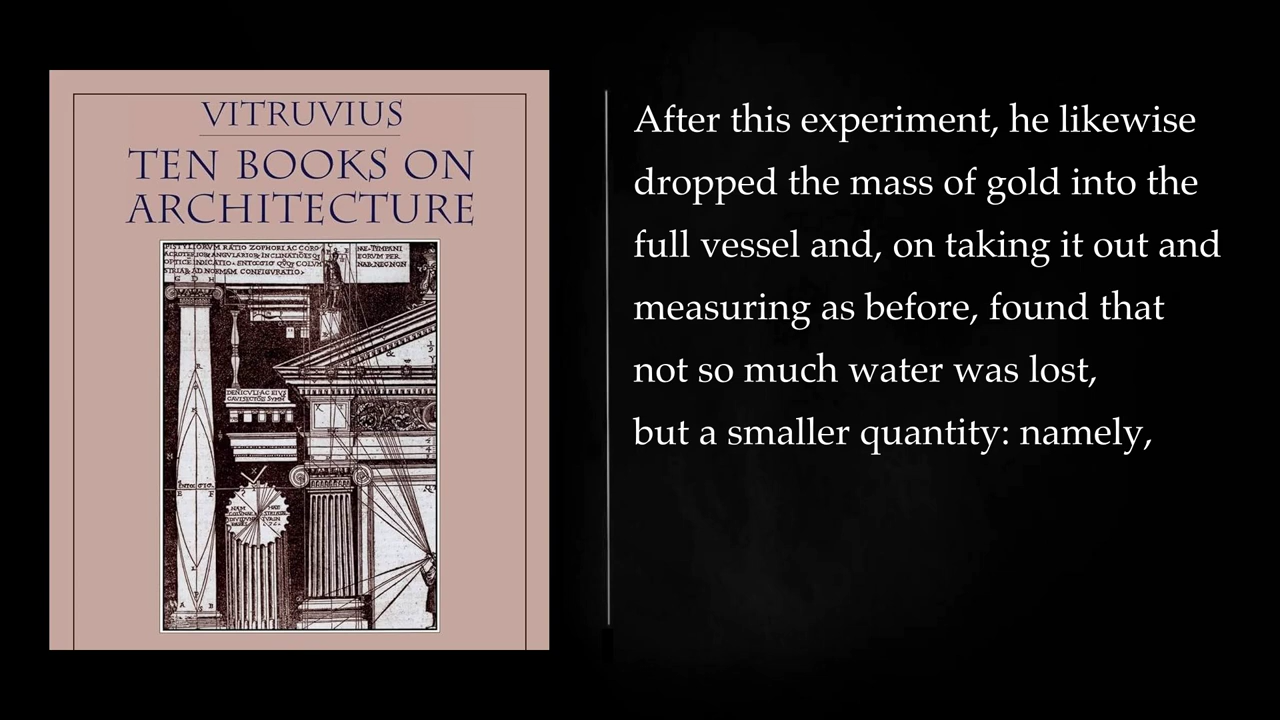 VITRUVIUS
TEN BOOKS ON
ARCHITECTURE
After this experiment, he likewise
dropped the mass of gold into the
full vessel and, on taking it out and
measuring as before, found that
not so much water was lost,
but a smaller quantity: namely,